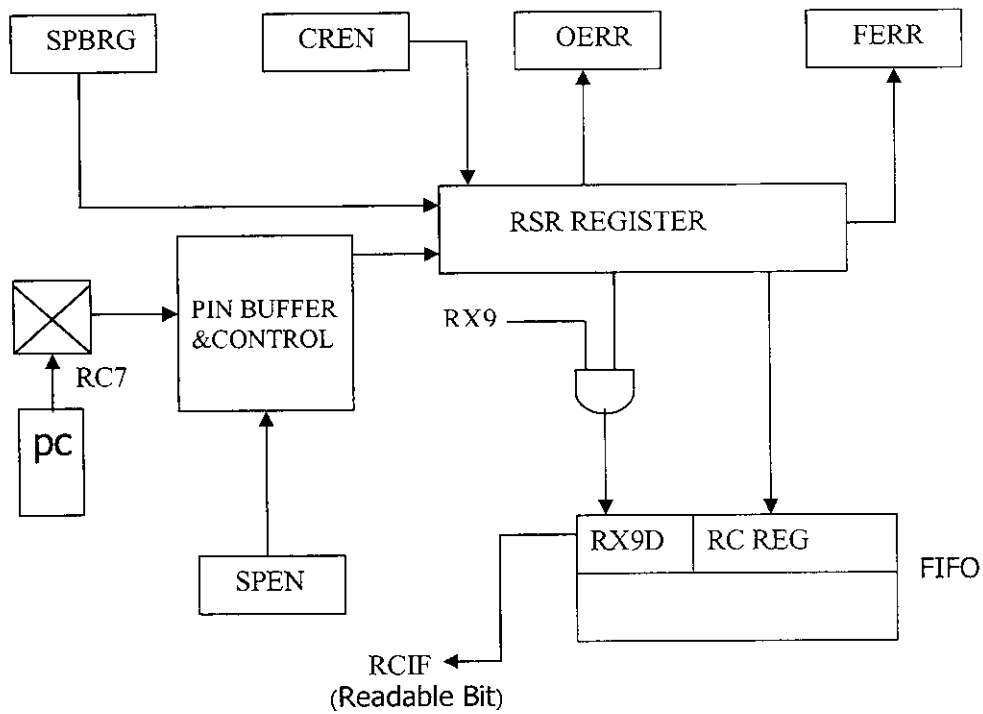 SPBRG
CREN
OERR
FERR
RSR REGISTER
PIN BUFFER
&CONTROL
RX9
RC7
pc
RX9D
RC REG
FIFO
SPEN
RCIF
(Readable Bit)